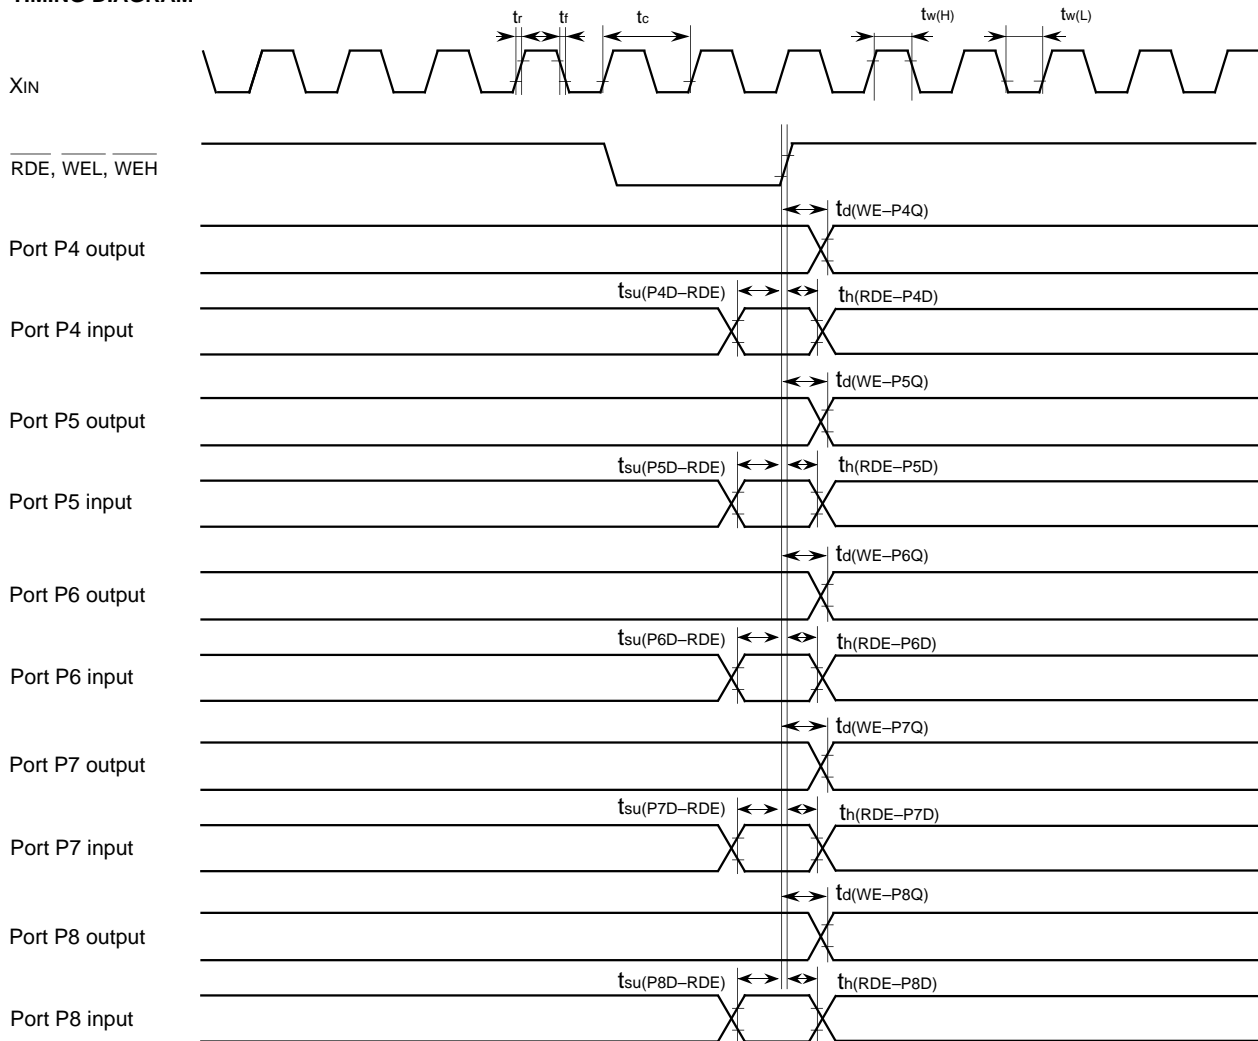 TIMING DIAGRAM
tr tf tc tw(H) tw(L)
XIN
RDE, WEL, WEH
td(WE–P4Q)
Port P4 output
tsu(P4D–RDE) th(RDE–P4D)
Port P4 input
td(WE–P5Q)
Port P5 output
tsu(P5D–RDE) th(RDE–P5D)
Port P5 input
td(WE–P6Q)
Port P6 output
tsu(P6D–RDE) th(RDE–P6D)
Port P6 input
td(WE–P7Q)
Port P7 output
tsu(P7D–RDE) th(RDE–P7D)
Port P7 input
td(WE–P8Q)
Port P8 output
tsu(P8D–RDE) th(RDE–P8D)
Port P8 input